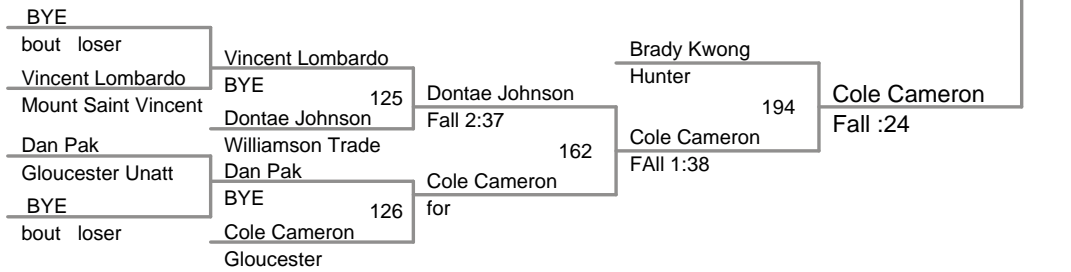 BYE
bout loser
Vincent Lombardo
Mount Saint Vincent
Dan Pak
Gloucester Unatt
BYE
bout loser
Vincent Lombardo
BYE
125
Dontae Johnson
Williamson Trade
Dan Pak
BYE
126
Cole Cameron
Gloucester
Dontae Johnson
Fall 2:37
162
Cole Cameron
for
Brady Kwong
Hunter
194
Cole Cameron
FAll 1:38
Cole Cameron
Fall :24